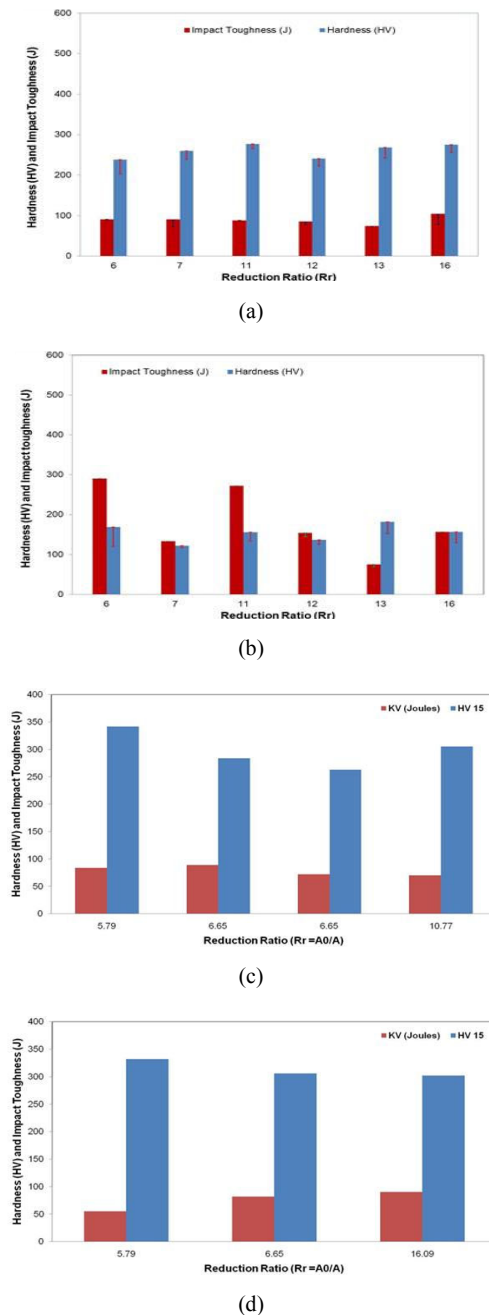 600
500
400
300
200
100
0
Impact Toughness (J) Hardness (HV)
Hardness (HV) and Impact Toughness (J)
6 7 11 12 13 16
Reduction Ratio (Rr)
(a)
600
500
400
300
200
100
0
Impact Toughness (J) Hardness (HV)
Hardness (HV) and Impact toughness (J)
6 7 11 12 13 16
Reduction Ratio (Rr)
(b)
400
350
300
250
200
150
100
50
0
KV (Joules) HV 15
Hardness (HV) and Impact Toughness (J)
5.79 6.65 6.65 10.77
Reduction Ratio (Rr =A0/A)
(c)
400
350
300
250
200
150
100
50
0
KV (Joules) HV 15
Hardness (HV) and Impact Toughness (J)
5.79 6.65 16.09
Reduction Ratio (Rr =A0/A)
(d)